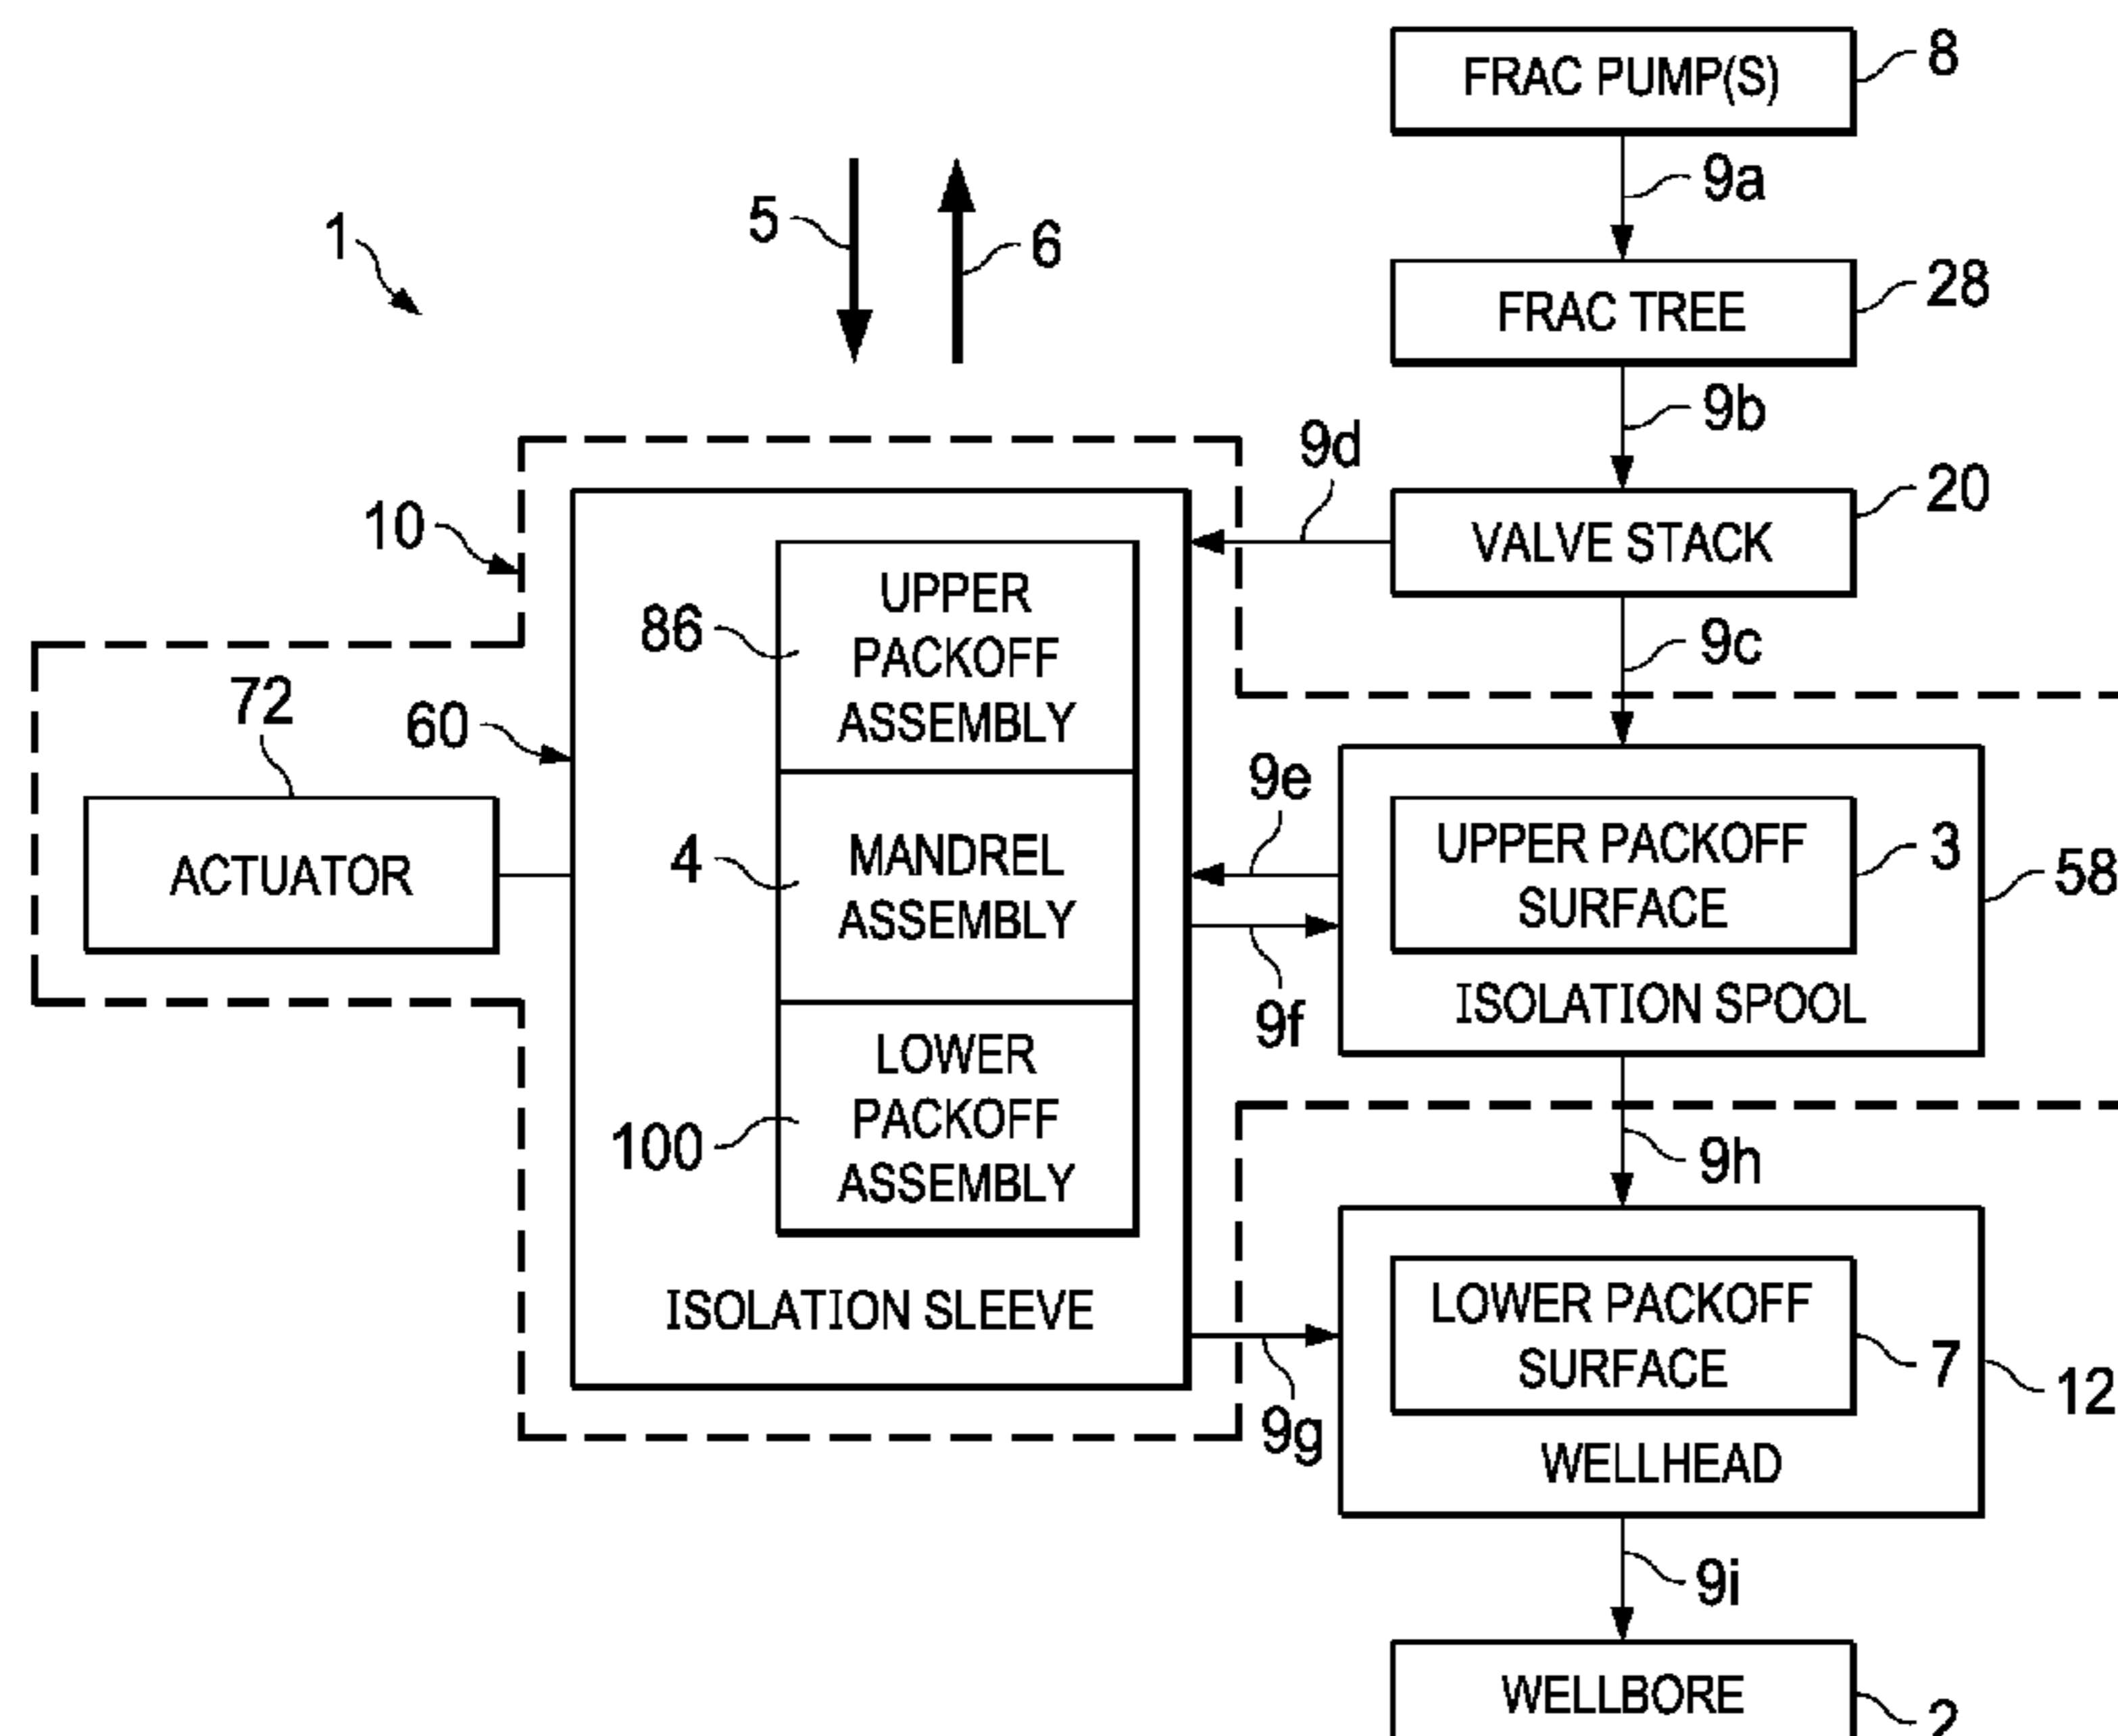 FRAC PUMP(S)
8
9a
5
6
1
FRAC TREE
28
9b
9d
10
VALVE STACK
20
UPPER
PACKOFF
ASSEMBLY
86
9c
72
60
ACTUATOR
4
MANDREL
ASSEMBLY
9e
9f
UPPER PACKOFF
SURFACE
3
58
ISOLATION SPOOL
LOWER
PACKOFF
ASSEMBLY
100
9h
ISOLATION SLEEVE
9g
LOWER PACKOFF
SURFACE
7
12
WELLHEAD
9i
WELLBORE
2